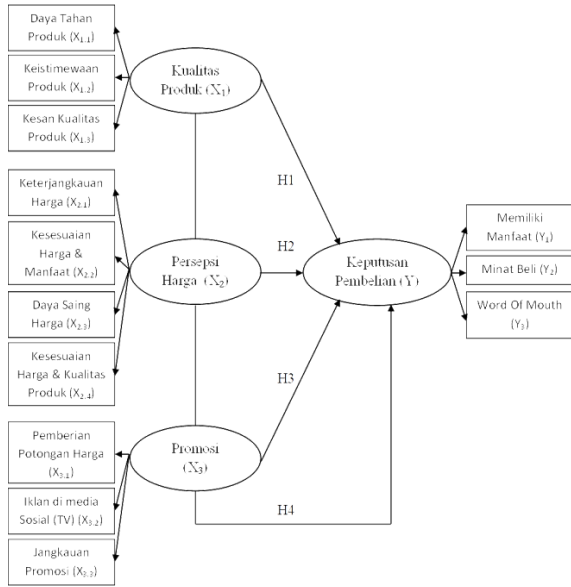 Daya Tahan
Produk (X1.1)
Keistimewaan
Produk (X1.2)
Kesan Kualitas
Produk (X1.3)
Kualitas
Produk (X1)
H1
Keterjangkauan
Harga (X2.1)
Kesesuaian
Harga &
Manfaat (X2.2)
Daya Saing
Harga (X2.3)
Kesesuaian
Harga & Kualitas
Produk (X2.4)
Persepsi
Harga (X2)
H2
Keputusan
Pembelian (Y)
Memiliki
Manfaat (Y1)
Minat Beli (Y2)
Word Of Mouth
(Y3)
H3
Pemberian
Potongan Harga
(X3.1)
Iklan di media
Sosial (TV) (X3.2)
Jangkauan
Promosi (X3.3)
Promosi
(X3)
H4